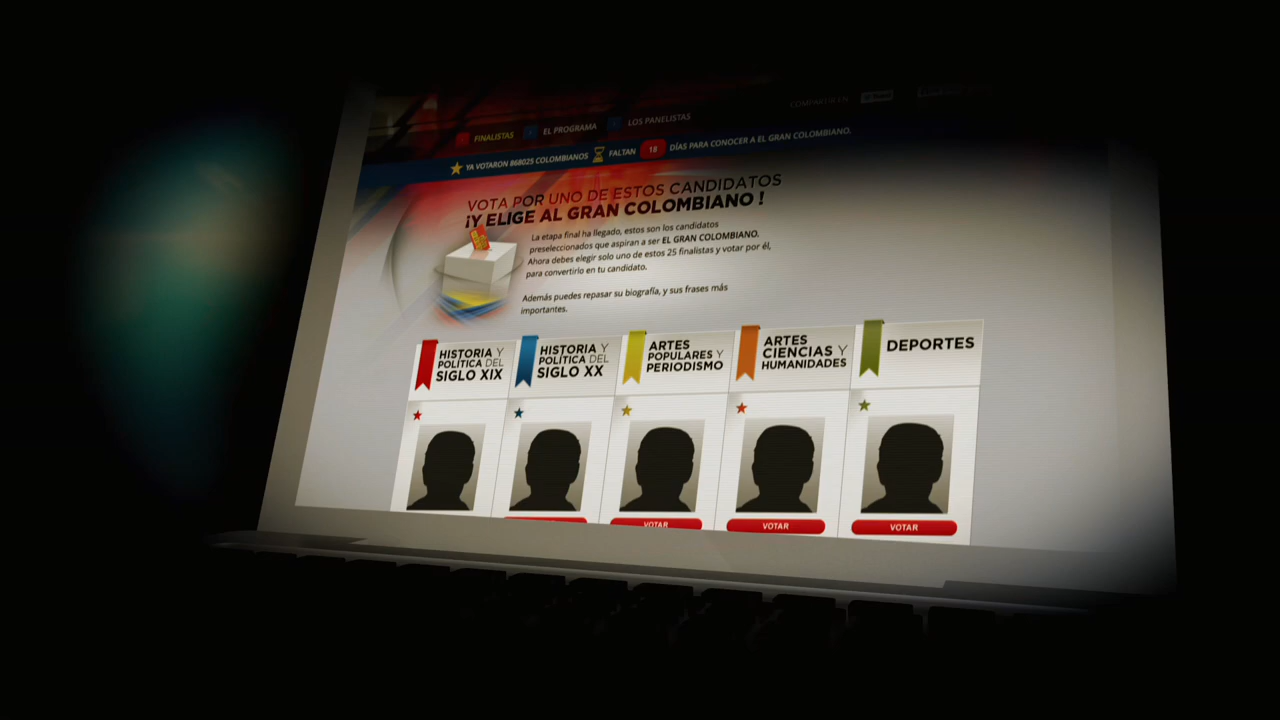 COMPARTIR EN
FINALISTAS EL PROGRAMA LOS PANELISTAS
YA VOTARON 868025 COLOMBIANOS FALTAN 18 DÍAS PARA CONOCER A EL GRAN COLOMBIANO.
VOTA POR UNO DE ESTOS CANDIDATOS
¡Y ELIGE AL GRAN COLOMBIANO !
La etapa final ha llegado, estos son los candidatos
preseleccionados que aspiran a ser EL GRAN COLOMBIANO.
Ahora debes elegir solo uno de estos 25 finalistas y votar por él,
para convertirlo en tu candidato.
Además puedes repasar su biografía, y sus frases más
importantes.
HISTORIA Y
POLÍTICA DEL
SIGLO XIX
HISTORIA Y
POLÍTICA DEL
SIGLO XX
ARTES
POPULARES Y
PERIODISMO
ARTES
CIENCIAS Y
HUMANIDADES
DEPORTES
VOTAR
VOTAR
VOTAR